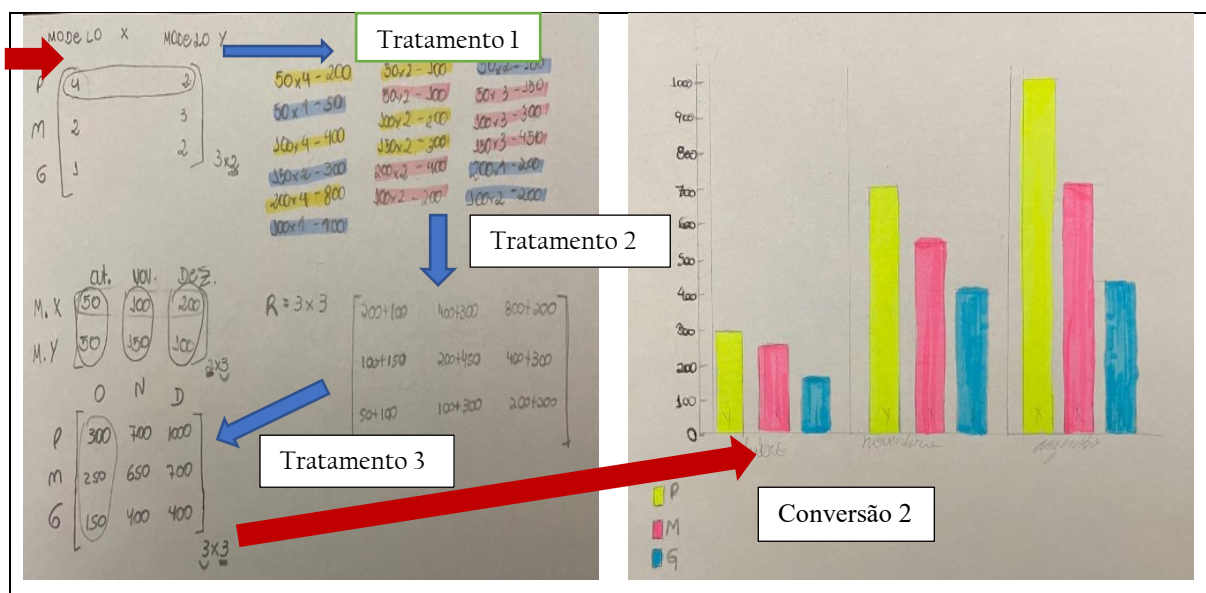 MODELO X MODELO Y
Tratamento 1
P 4 2
M 2 3
G 1 2
3x2
50x4-200 50x2-100
50x1-50 50x2-100 50x3-150
100x4-400 100x2-200 100x3-300
150x2-300 150x2-300 150x3-450
200x4-800 200x2-400 200x1-200
100x1-100 100x2-200 100x2-200
Tratamento 2
out. nov. Dez.
M.X 50 100 200
M.Y 50 150 100
2x3
R = 3x3
200+100 400+300 800+200
100+150 200+450 400+300
50+100 100+300 200+200
O N D
P 300 700 1000
M 250 650 700
G 150 400 400
3x3
Tratamento 3
1000
900
800
700
600
500
400
300
200
100
0
novembro dezembro
P
M
G
Conversão 2